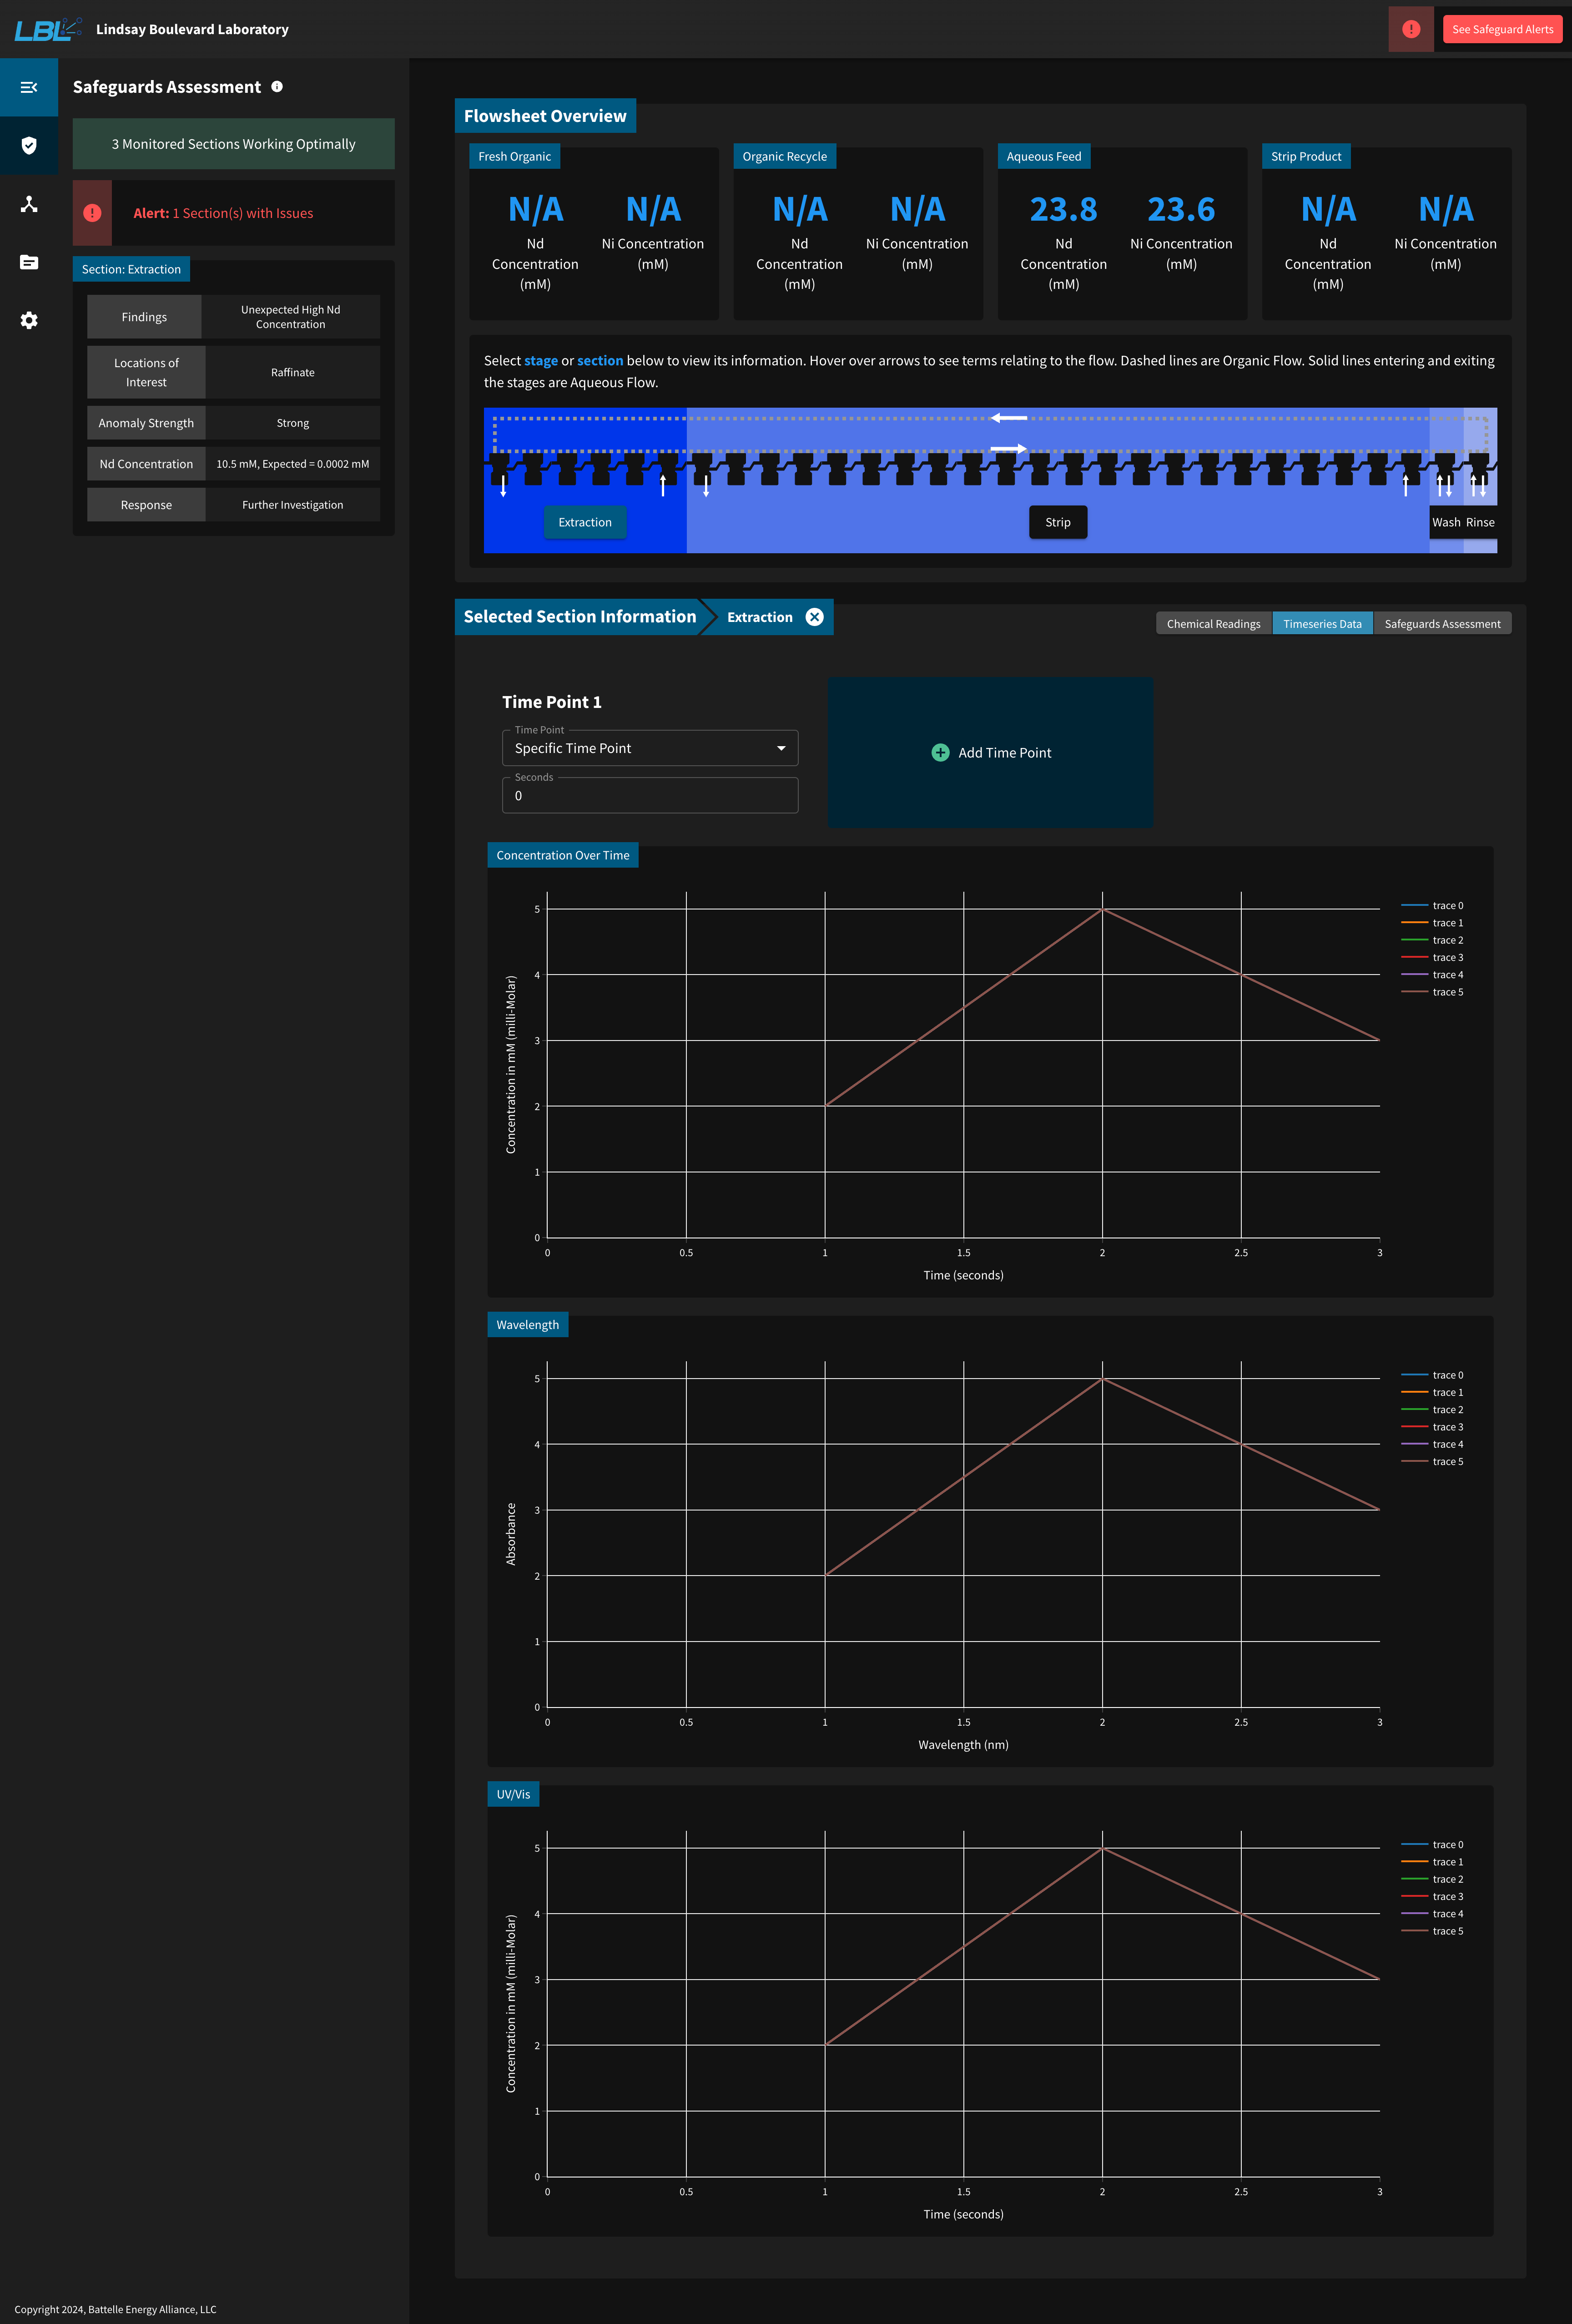 LBL
Lindsay Boulevard Laboratory
See Safeguard Alerts
Safeguards Assessment
3 Monitored Sections Working Optimally
Alert: 1 Section(s) with Issues
Section: Extraction
Findings
Unexpected High Nd
Concentration
Locations of
Interest
Raffinate
Anomaly Strength
Strong
Nd Concentration
10.5 mM, Expected = 0.0002 mM
Response
Further Investigation
Flowsheet Overview
Fresh Organic
N/A
Nd
Concentration
(mM)
N/A
Ni Concentration
(mM)
Organic Recycle
N/A
Nd
Concentration
(mM)
N/A
Ni Concentration
(mM)
Aqueous Feed
23.8
Nd
Concentration
(mM)
23.6
Ni Concentration
(mM)
Strip Product
N/A
Nd
Concentration
(mM)
N/A
Ni Concentration
(mM)
Select stage or section below to view its information. Hover over arrows to see terms relating to the flow. Dashed lines are Organic Flow. Solid lines entering and exiting
the stages are Aqueous Flow.
Extraction
Strip
Wash
Rinse
Selected Section Information
Extraction
Chemical Readings
Timeseries Data
Safeguards Assessment
Time Point 1
Time Point
Specific Time Point
Seconds
0
Add Time Point
Concentration Over Time
Concentration in mM (milli-Molar)
5
4
3
2
1
0
0
0.5
1
1.5
2
2.5
3
Time (seconds)
trace 0
trace 1
trace 2
trace 3
trace 4
trace 5
Wavelength
Absorbance
5
4
3
2
1
0
0
0.5
1
1.5
2
2.5
3
Wavelength (nm)
trace 0
trace 1
trace 2
trace 3
trace 4
trace 5
UV/Vis
Concentration in mM (milli-Molar)
5
4
3
2
1
0
0
0.5
1
1.5
2
2.5
3
Time (seconds)
trace 0
trace 1
trace 2
trace 3
trace 4
trace 5
Copyright 2024, Battelle Energy Alliance, LLC